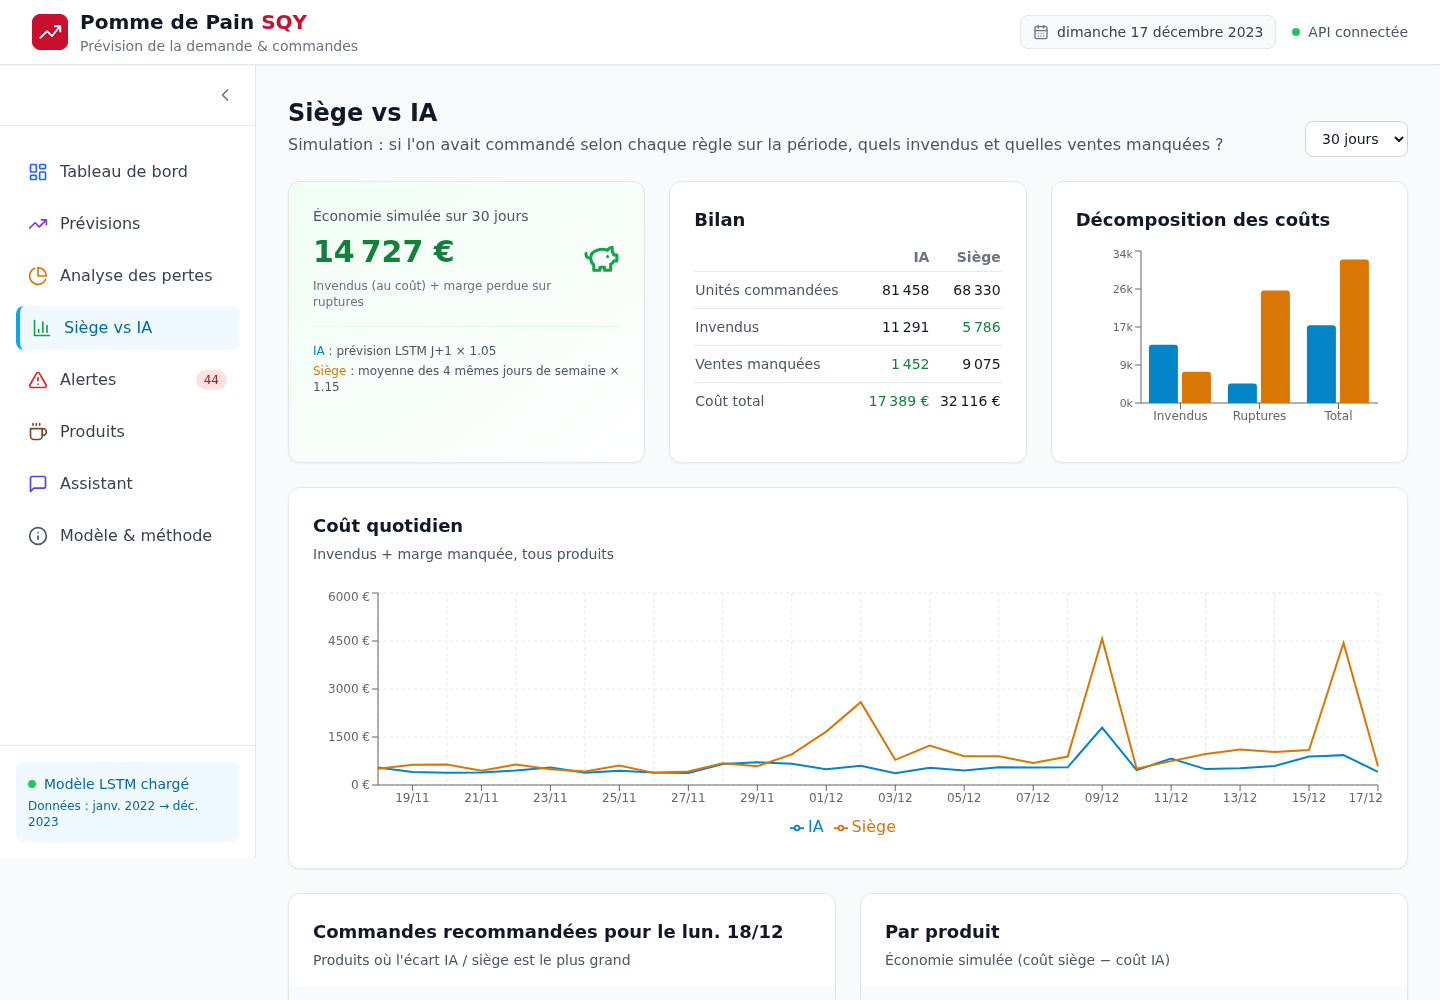 Pomme de Pain SQY
Prévision de la demande & commandes
dimanche 17 décembre 2023
API connectée
Tableau de bord
Prévisions
Analyse des pertes
Siège vs IA
Alertes
44
Produits
Assistant
Modèle & méthode
Modèle LSTM chargé
Données : janv. 2022 → déc.
2023
Siège vs IA
Simulation : si l'on avait commandé selon chaque règle sur la période, quels invendus et quelles ventes manquées ?
30 jours
Économie simulée sur 30 jours
14 727 €
Invendus (au coût) + marge perdue sur
ruptures
IA : prévision LSTM J+1 × 1.05
Siège : moyenne des 4 mêmes jours de semaine ×
1.15
Bilan
IA Siège
Unités commandées 81 458 68 330
Invendus 11 291 5 786
Ventes manquées 1 452 9 075
Coût total 17 389 € 32 116 €
Décomposition des coûts
34k
26k
17k
9k
0k
Invendus Ruptures Total
Coût quotidien
Invendus + marge manquée, tous produits
6000 €
4500 €
3000 €
1500 €
0 €
19/11 21/11 23/11 25/11 27/11 29/11 01/12 03/12 05/12 07/12 09/12 11/12 13/12 15/12 17/12
IA Siège
Commandes recommandées pour le lun. 18/12
Produits où l'écart IA / siège est le plus grand
Par produit
Économie simulée (coût siège − coût IA)